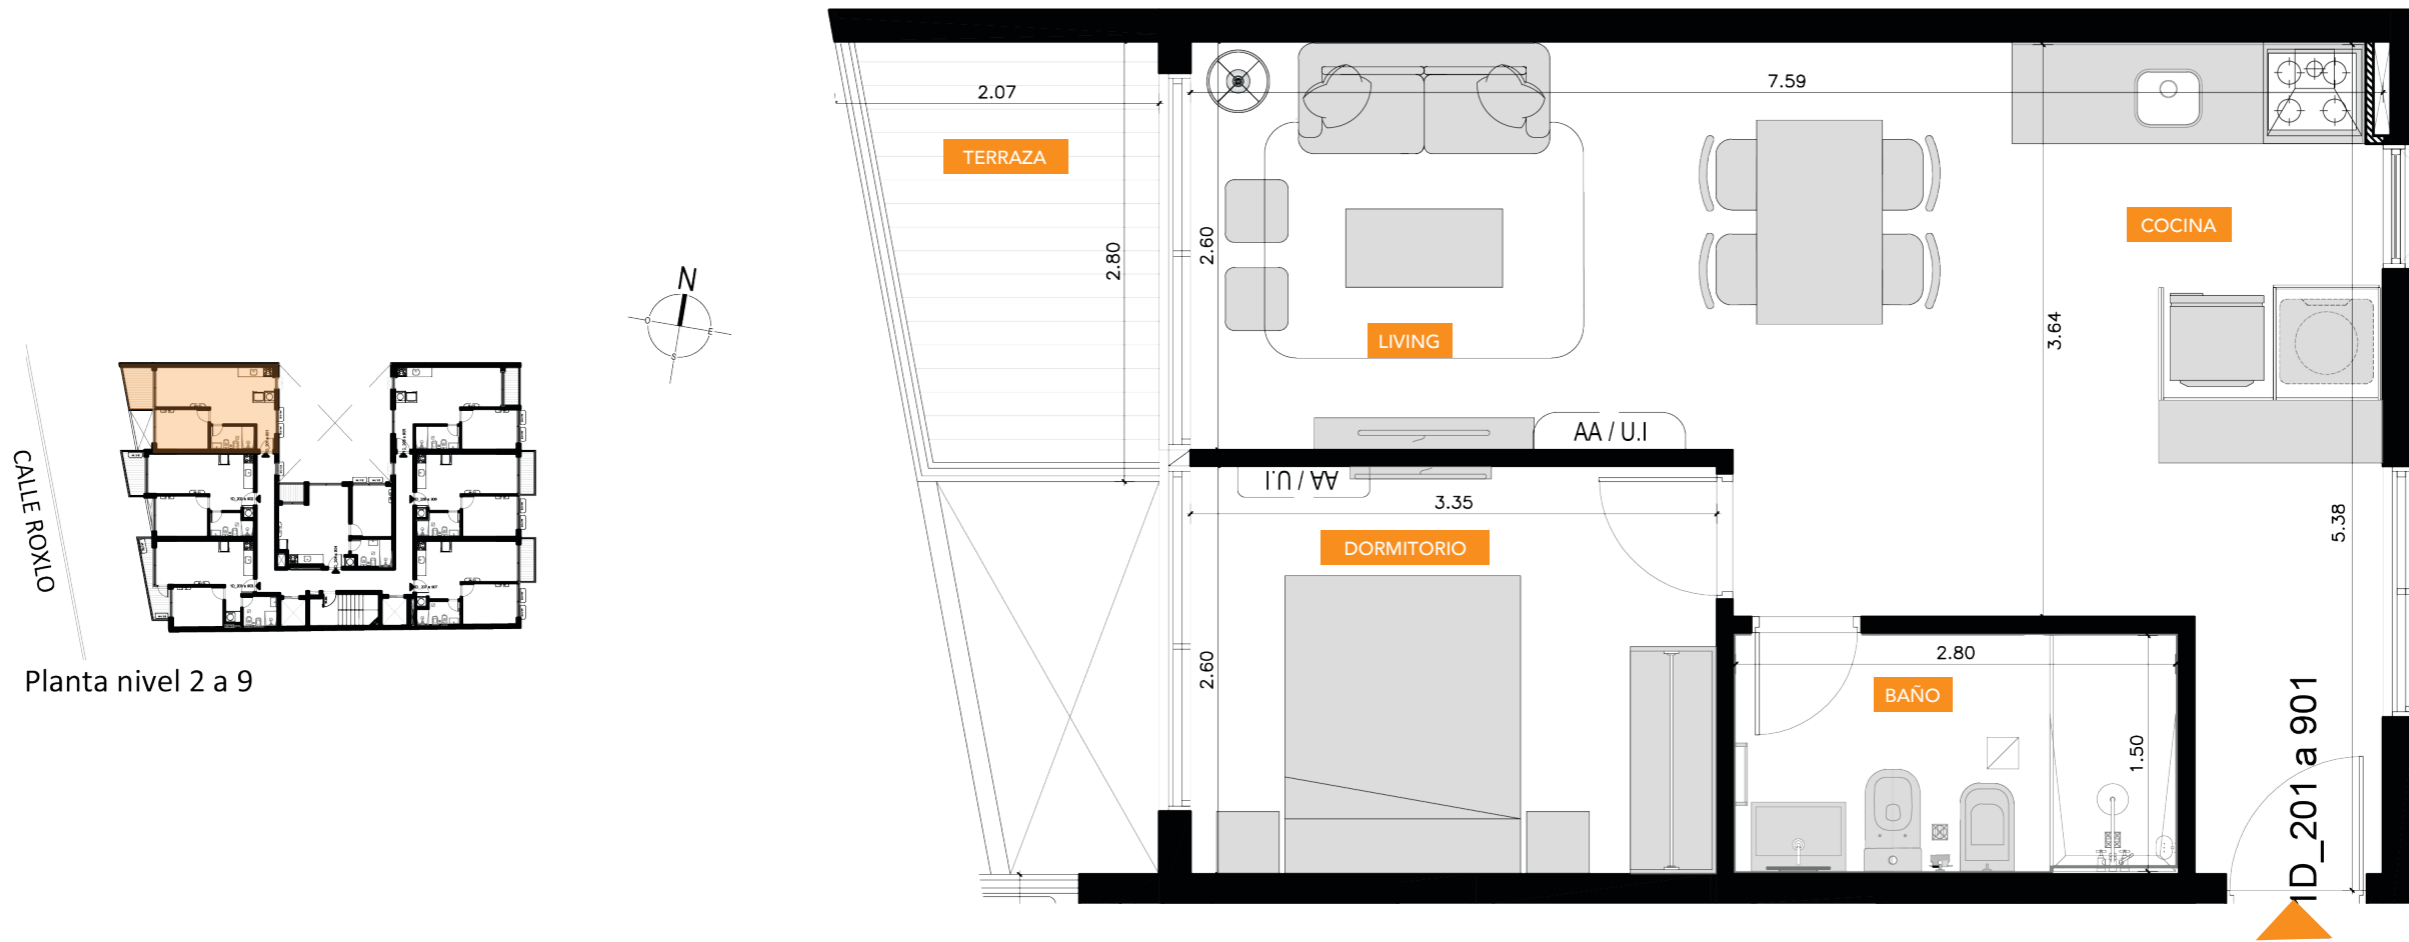 2.07
7.59
TERRAZA
COCINA
2.80
2.60
N
O
E
S
3.64
LIVING
AA / U.I
AA / U.I
3.35
5.38
DORMITORIO
CALLE ROXLO
2.60
2.80
BAÑO
1.50
Planta nivel 2 a 9
1D_201 a 901